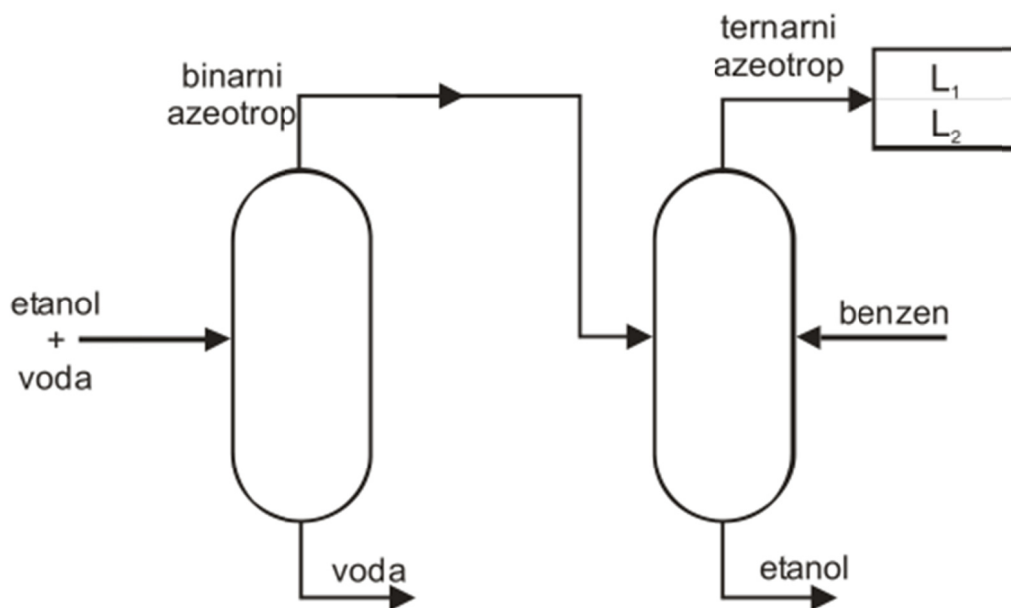 binarni
azeotrop
ternarni
azeotrop
L₁
L₂
etanol
+
voda
benzen
voda
etanol